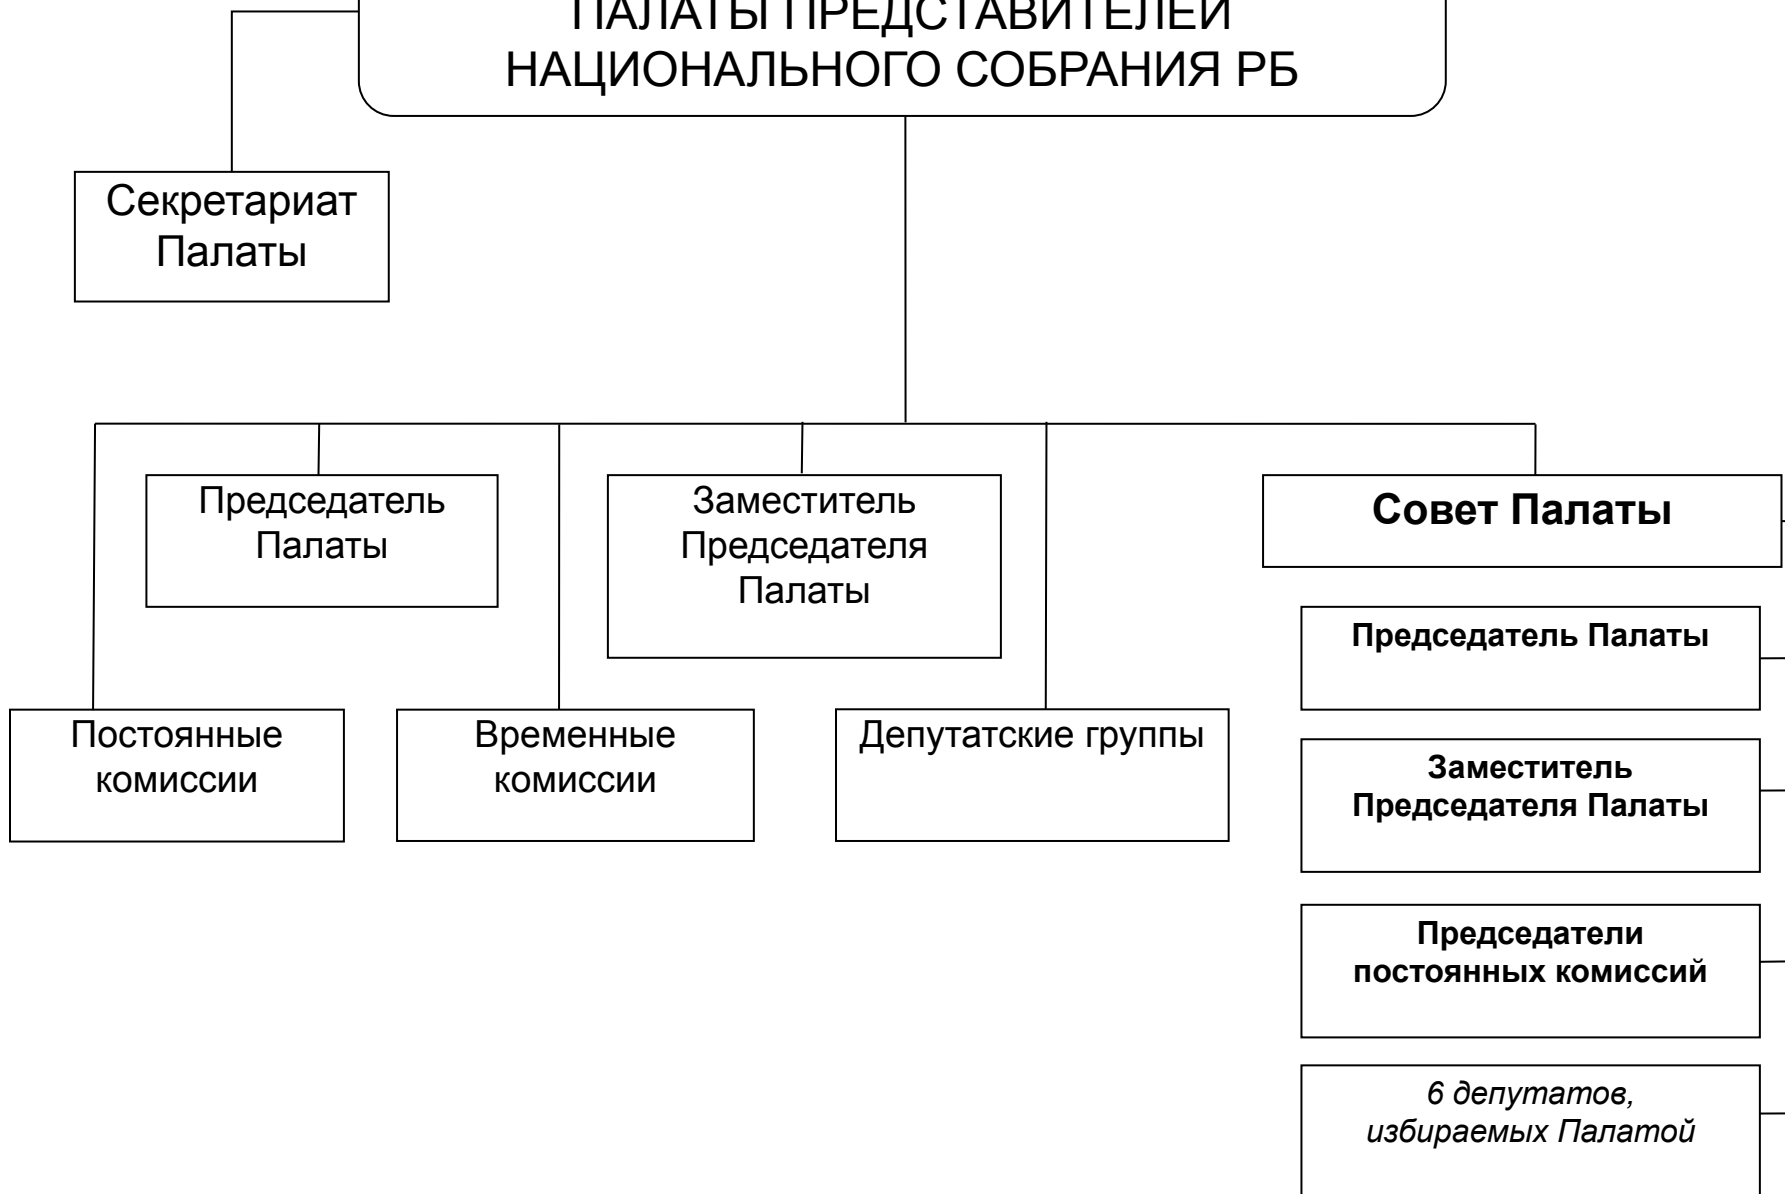 ПАЛАТЫ ПРЕДСТАВИТЕЛЕЙ
НАЦИОНАЛЬНОГО СОБРАНИЯ РБ
Секретариат
Палаты
Председатель
Палаты
Заместитель
Председателя
Палаты
Совет Палаты
Постоянные
комиссии
Временные
комиссии
Депутатские группы
Председатель Палаты
Заместитель
Председателя Палаты
Председатели
постоянных комиссий
6 депутатов,
избираемых Палатой